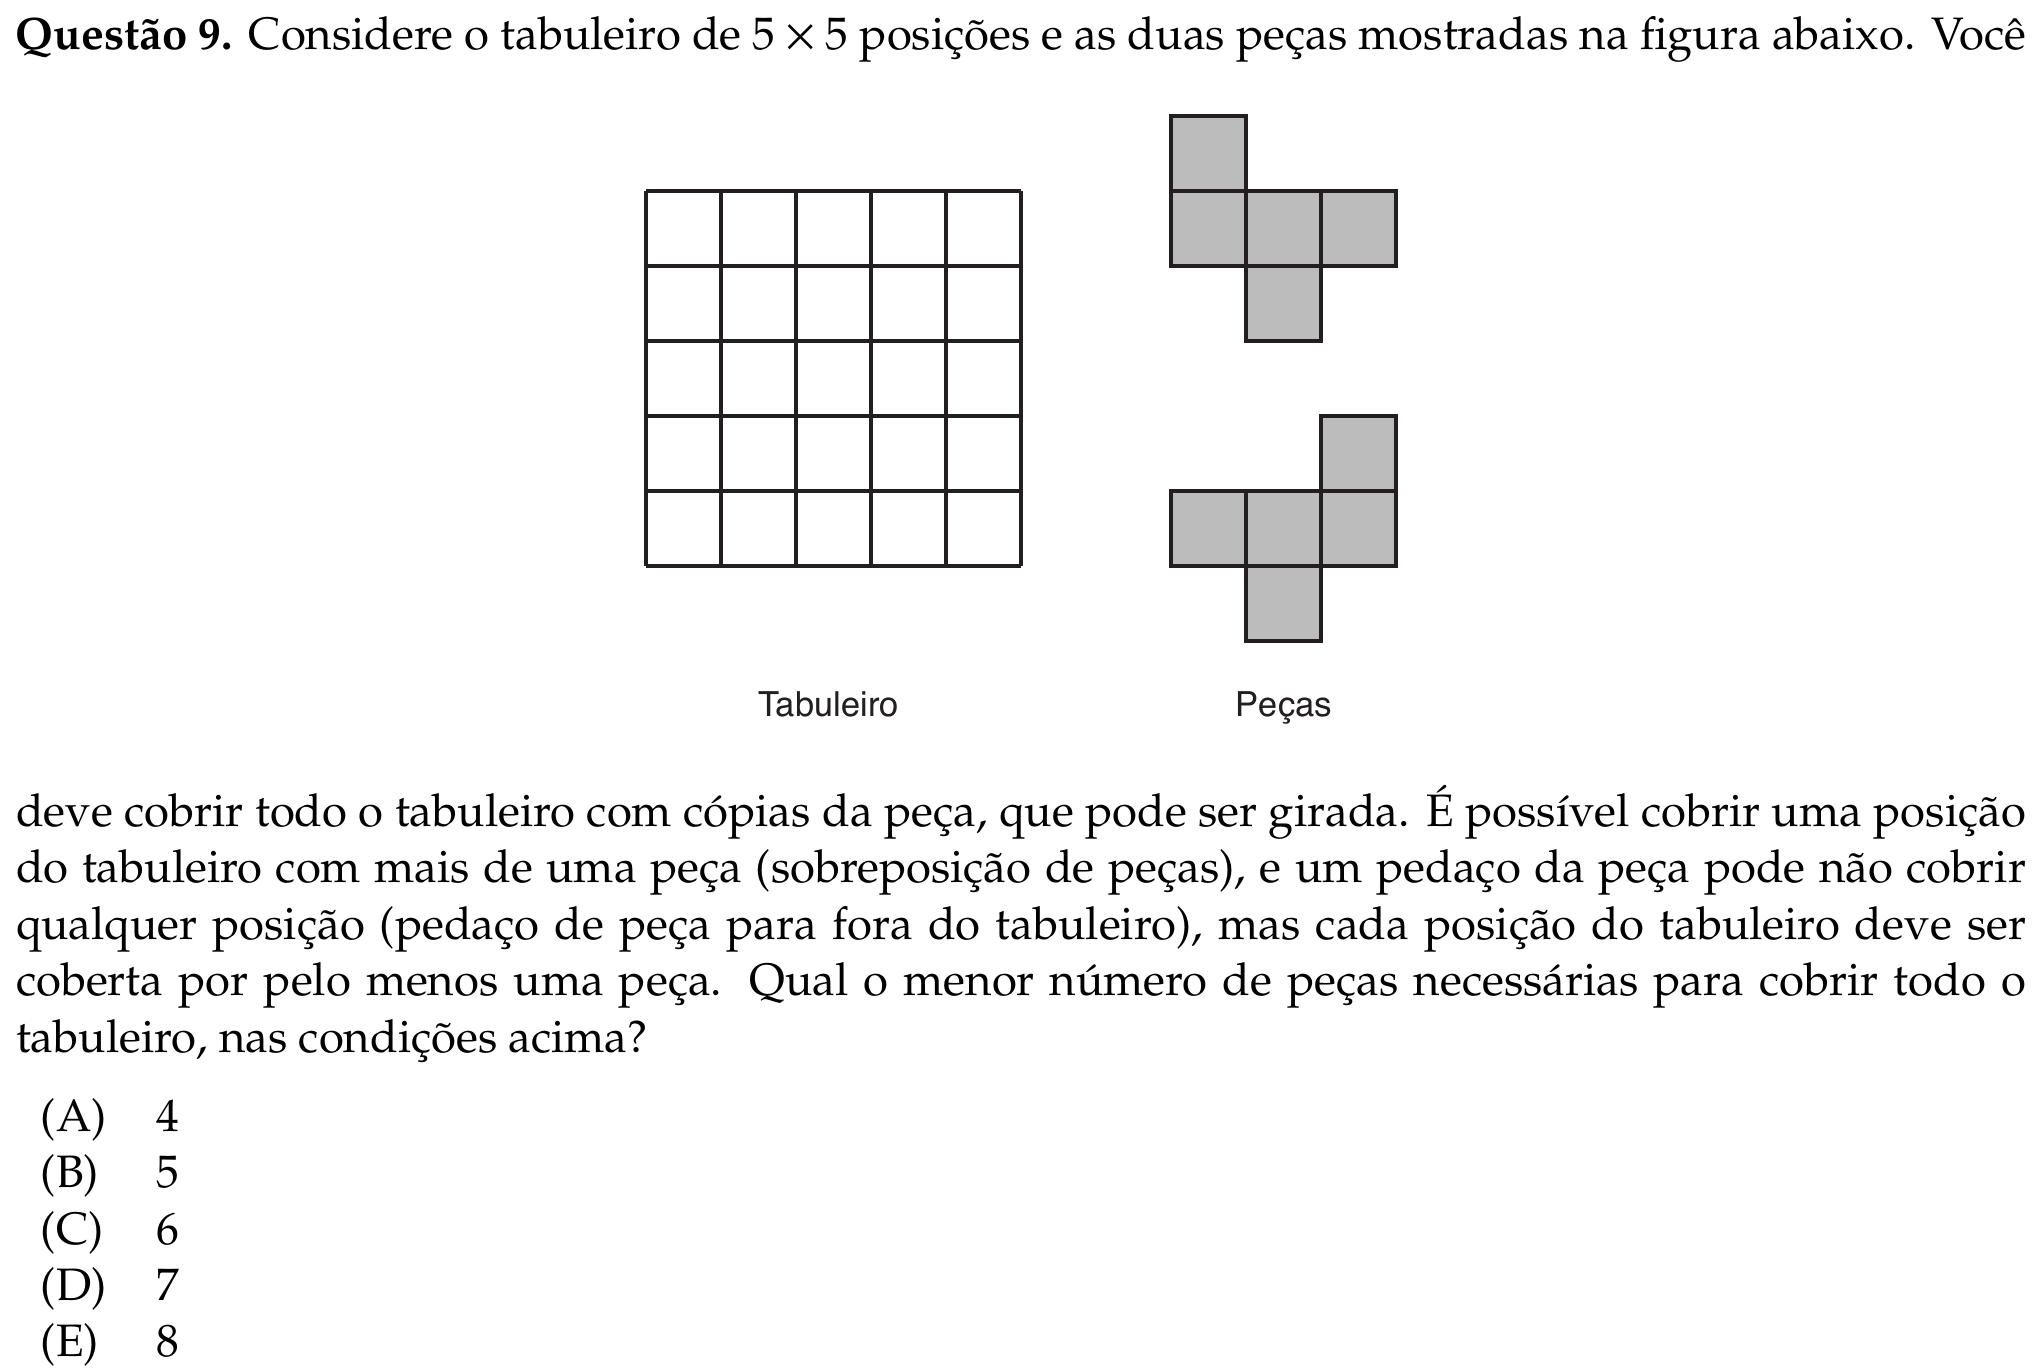 Questão 9. Considere o tabuleiro de 5 × 5 posições e as duas peças mostradas na figura abaixo. Você
Tabuleiro
Peças
deve cobrir todo o tabuleiro com cópias da peça, que pode ser girada. É possível cobrir uma posição
do tabuleiro com mais de uma peça (sobreposição de peças), e um pedaço da peça pode não cobrir
qualquer posição (pedaço de peça para fora do tabuleiro), mas cada posição do tabuleiro deve ser
coberta por pelo menos uma peça. Qual o menor número de peças necessárias para cobrir todo o
tabuleiro, nas condições acima?
(A) 4
(B) 5
(C) 6
(D) 7
(E) 8